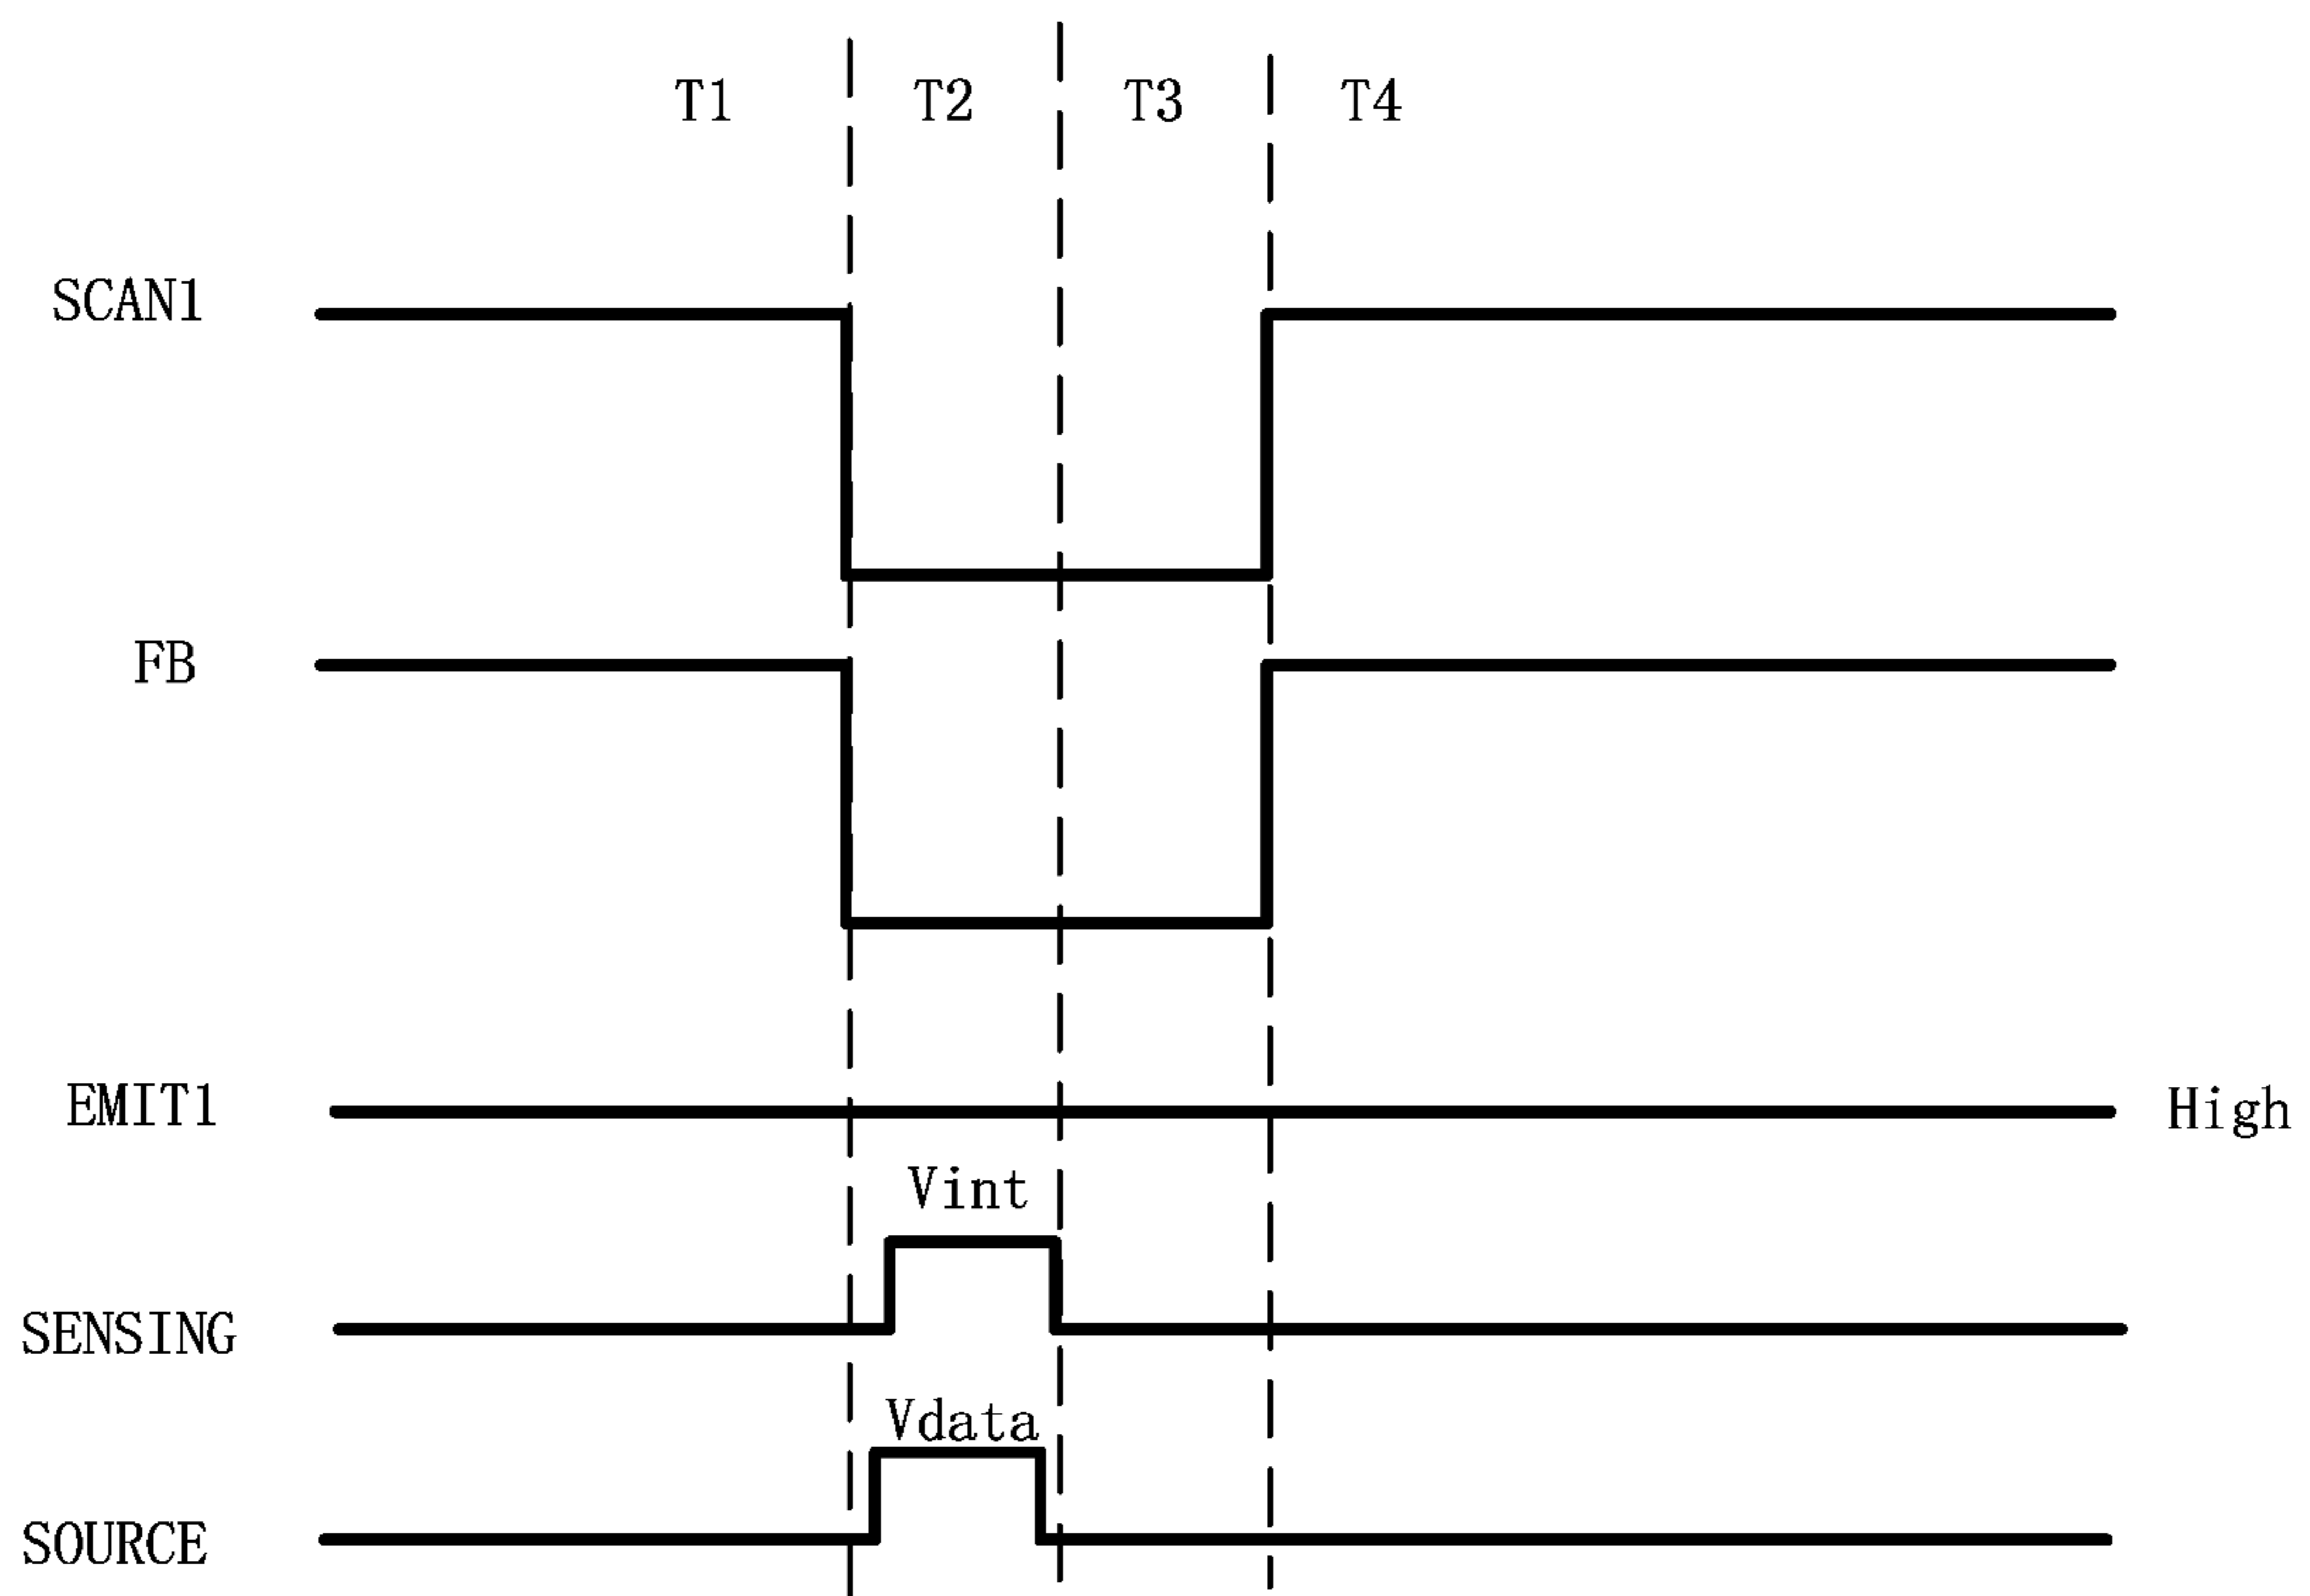 T1 T2 T3 T4
SCAN1
FB
EMIT1 High
Vint
SENSING
Vdata
SOURCE